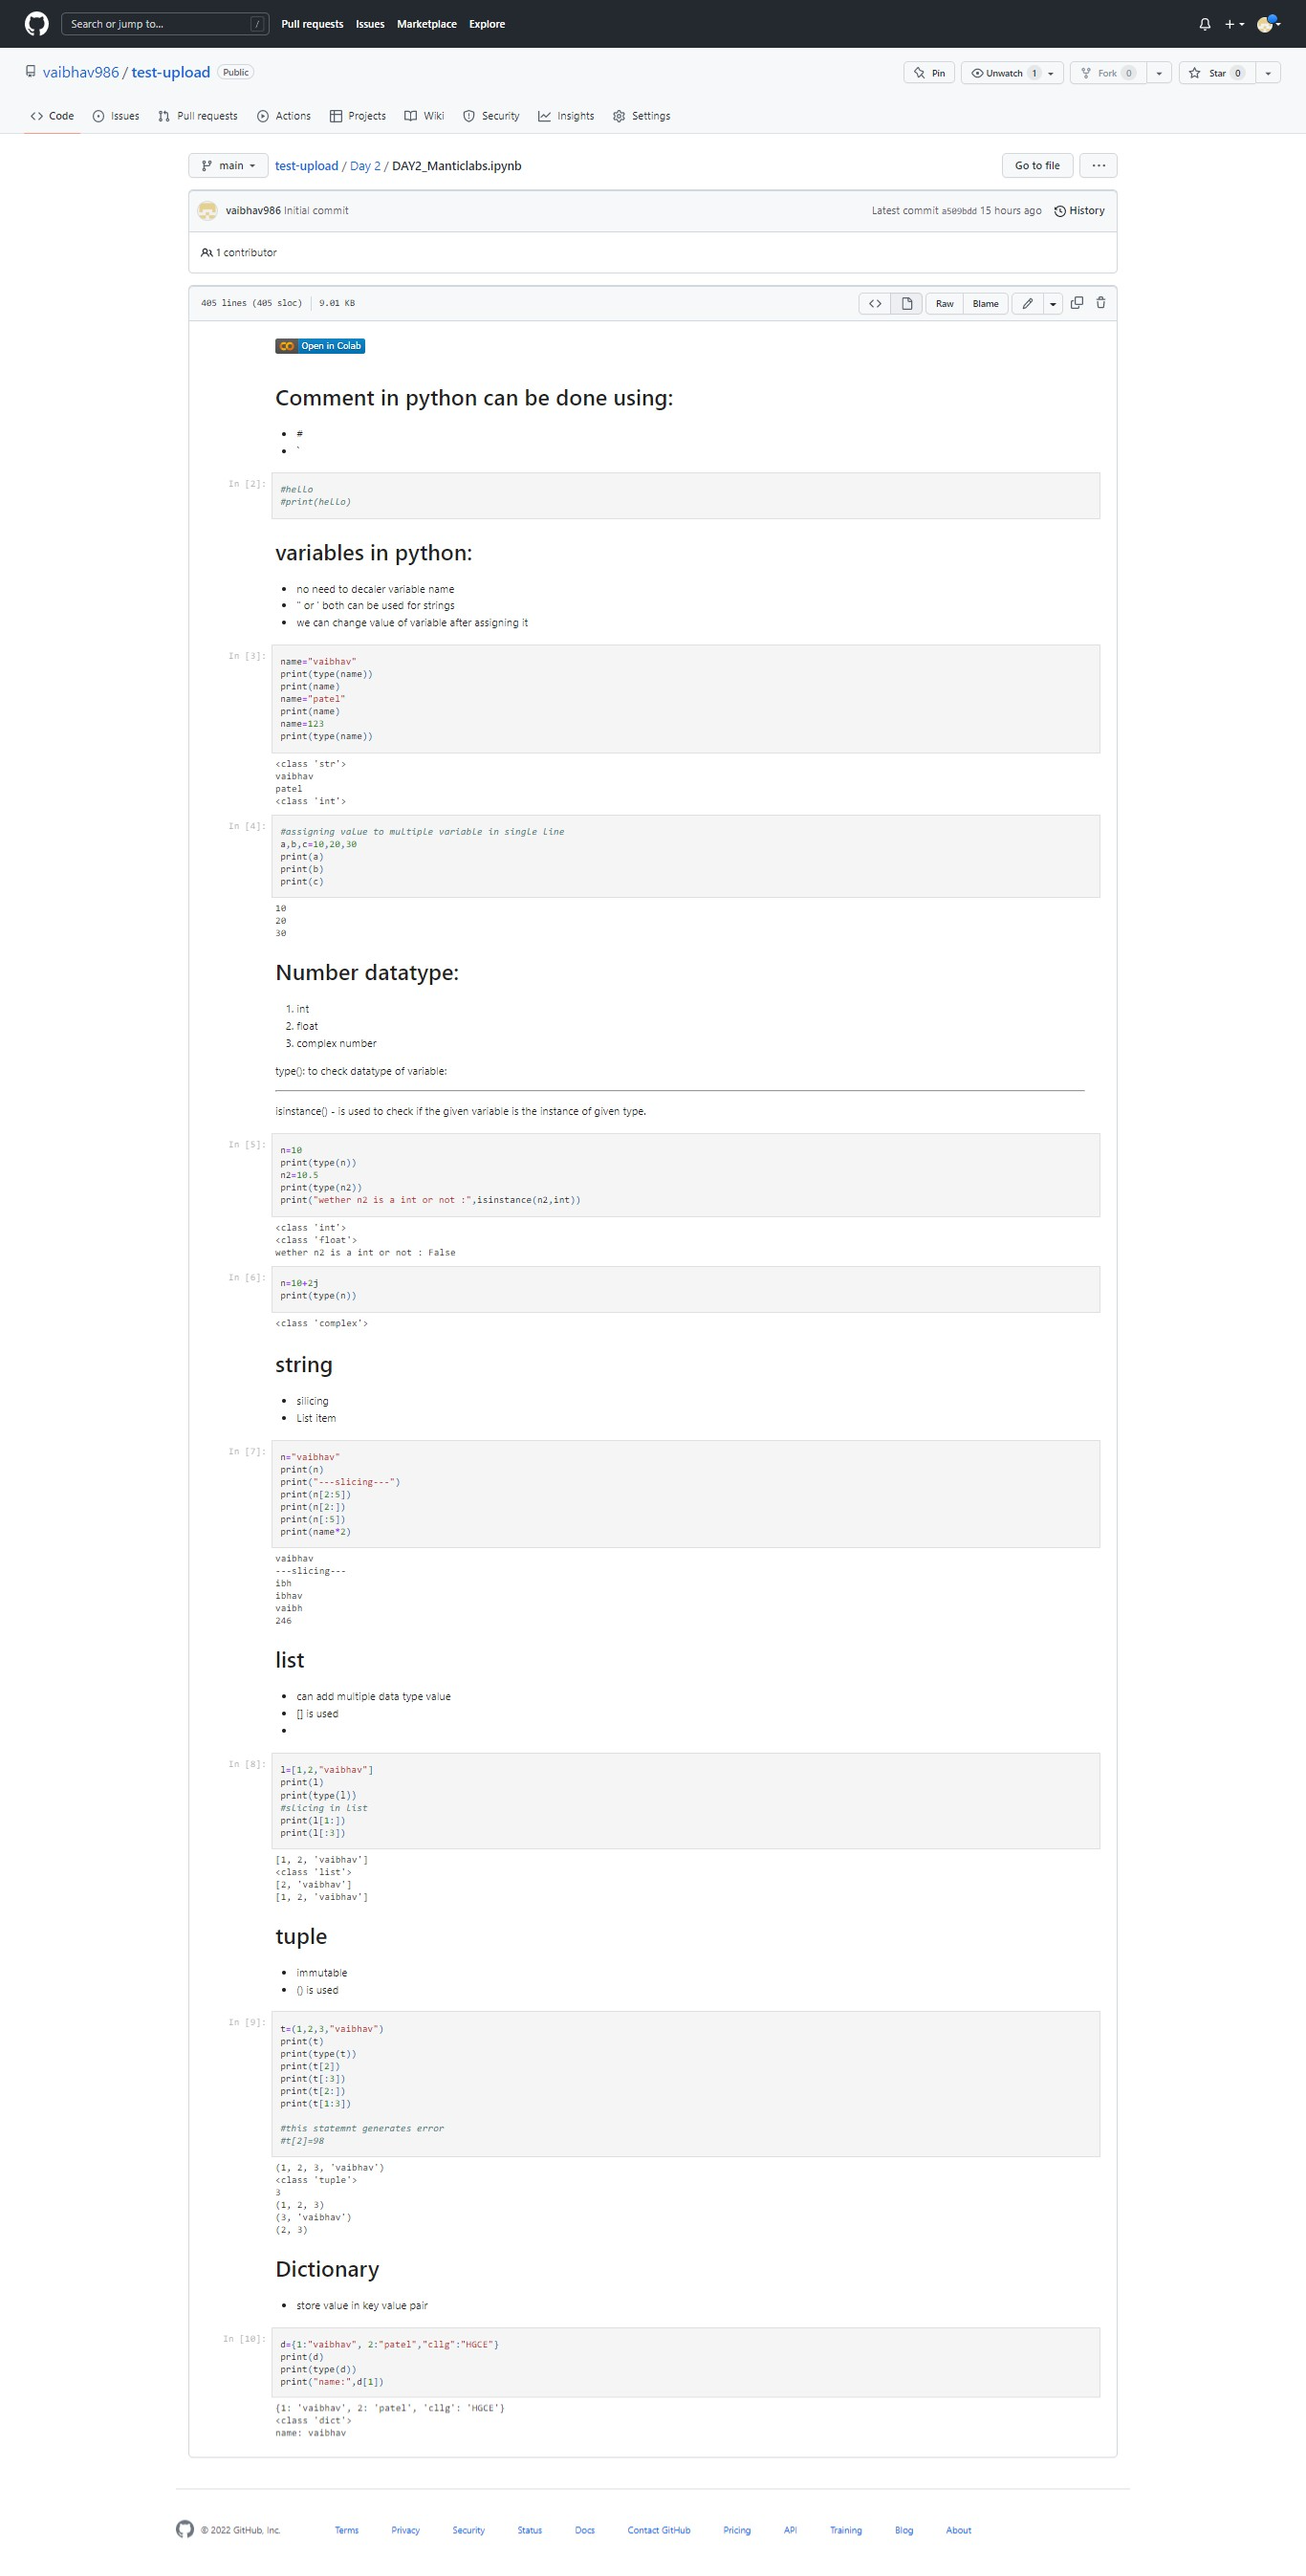 Search or jump to... /
Pull requests Issues Marketplace Explore
vaibhav986 / test-upload Public
Pin Unwatch 1 Fork 0 Star 0
Code Issues Pull requests Actions Projects Wiki Security Insights Settings
main test-upload / Day 2 / DAY2_Manticlabs.ipynb Go to file ...
vaibhav986 Initial commit Latest commit a509bdd 15 hours ago History
1 contributor
405 lines (405 sloc) 9.01 KB Raw Blame
Open in Colab
Comment in python can be done using:
• #
• `
In [2]:
#hello
#print(hello)
variables in python:
• no need to decaler variable name
• " or ' both can be used for strings
• we can change value of variable after assigning it
In [3]:
name="vaibhav"
print(type(name))
print(name)
name="patel"
print(name)
name=123
print(type(name))
<class 'str'>
vaibhav
patel
<class 'int'>
In [4]:
#assigning value to multiple variable in single line
a,b,c=10,20,30
print(a)
print(b)
print(c)
10
20
30
Number datatype:
1. int
2. float
3. complex number
type(): to check datatype of variable:
isinstance() - is used to check if the given variable is the instance of given type.
In [5]:
n=10
print(type(n))
n2=10.5
print(type(n2))
print("wether n2 is a int or not :",isinstance(n2,int))
<class 'int'>
<class 'float'>
wether n2 is a int or not : False
In [6]:
n=10+2j
print(type(n))
<class 'complex'>
string
• silicing
• List item
In [7]:
n="vaibhav"
print(n)
print("---slicing---")
print(n[2:5])
print(n[2:])
print(n[:5])
print(name*2)
vaibhav
---slicing---
ibh
ibhav
vaibh
246
list
• can add multiple data type value
• [] is used
•
In [8]:
l=[1,2,"vaibhav"]
print(l)
print(type(l))
#slicing in list
print(l[1:])
print(l[:3])
[1, 2, 'vaibhav']
<class 'list'>
[2, 'vaibhav']
[1, 2, 'vaibhav']
tuple
• immutable
• () is used
In [9]:
t=(1,2,3,"vaibhav")
print(t)
print(type(t))
print(t[2])
print(t[:3])
print(t[2:])
print(t[1:3])
#this statemnt generates error
#t[2]=98
(1, 2, 3, 'vaibhav')
<class 'tuple'>
3
(1, 2, 3)
(3, 'vaibhav')
(2, 3)
Dictionary
• store value in key value pair
In [10]:
d={1:"vaibhav", 2:"patel","cllg":"HGCE"}
print(d)
print(type(d))
print("name:",d[1])
{1: 'vaibhav', 2: 'patel', 'cllg': 'HGCE'}
<class 'dict'>
name: vaibhav
© 2022 GitHub, Inc. Terms Privacy Security Status Docs Contact GitHub Pricing API Training Blog About